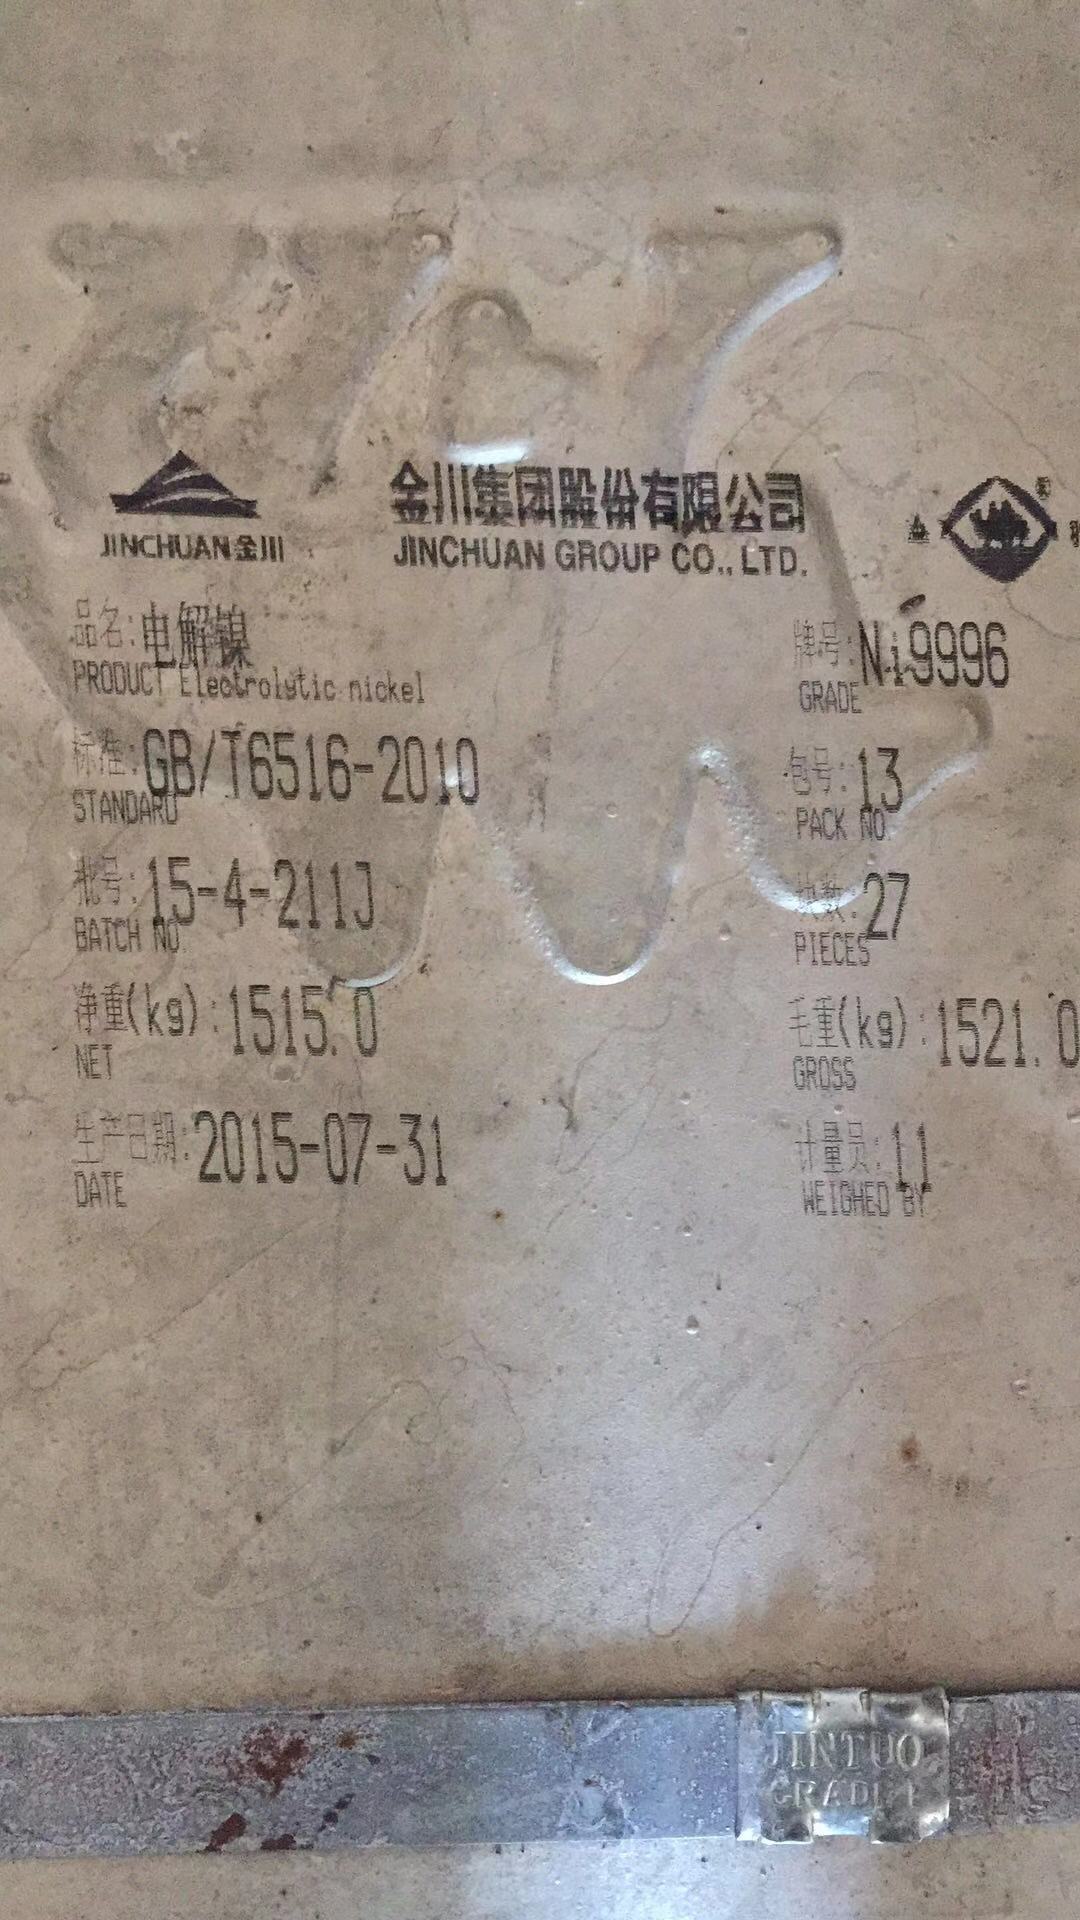 JINCHUAN金川
金川集团股份有限公司
JINCHUAN GROUP CO., LTD.
品名:电解镍
PRODUCT Electrolytic nickel
牌号:Ni9996
GRADE
标准:GB/T6516-2010
STANDARD
包号:13
PACK NO.
批号:15-4-211J
BATCH NO.
块数:27
PIECES
净重(kg):1515.0
NET
毛重(kg):1521.0
GROSS
生产日期:2015-07-31
DATE
计量员:11
WEIGHED BY
JINTUO
GRADE 1